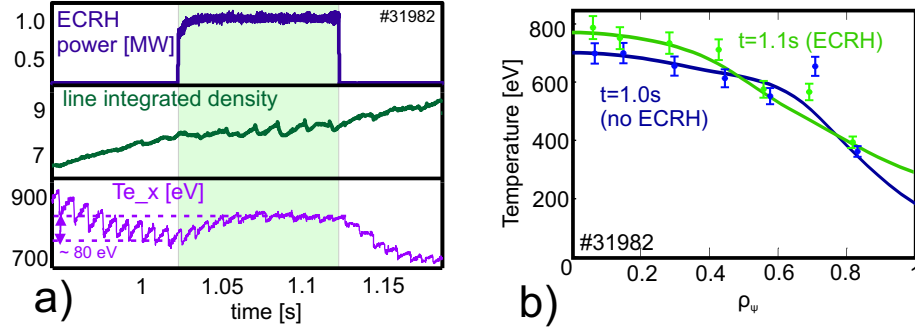 ECRH
power [MW]
#31982
1.0
0.5
line integrated density
9
7
Te_x [eV]
900
~ 80 eV
700
1
1.05
1.1
1.15
time [s]
a)
b)
Temperature [eV]
800
600
400
200
0
t=1.1s (ECRH)
t=1.0s
(no ECRH)
#31982
0
0.2
0.4
0.6
0.8
1
ρψ